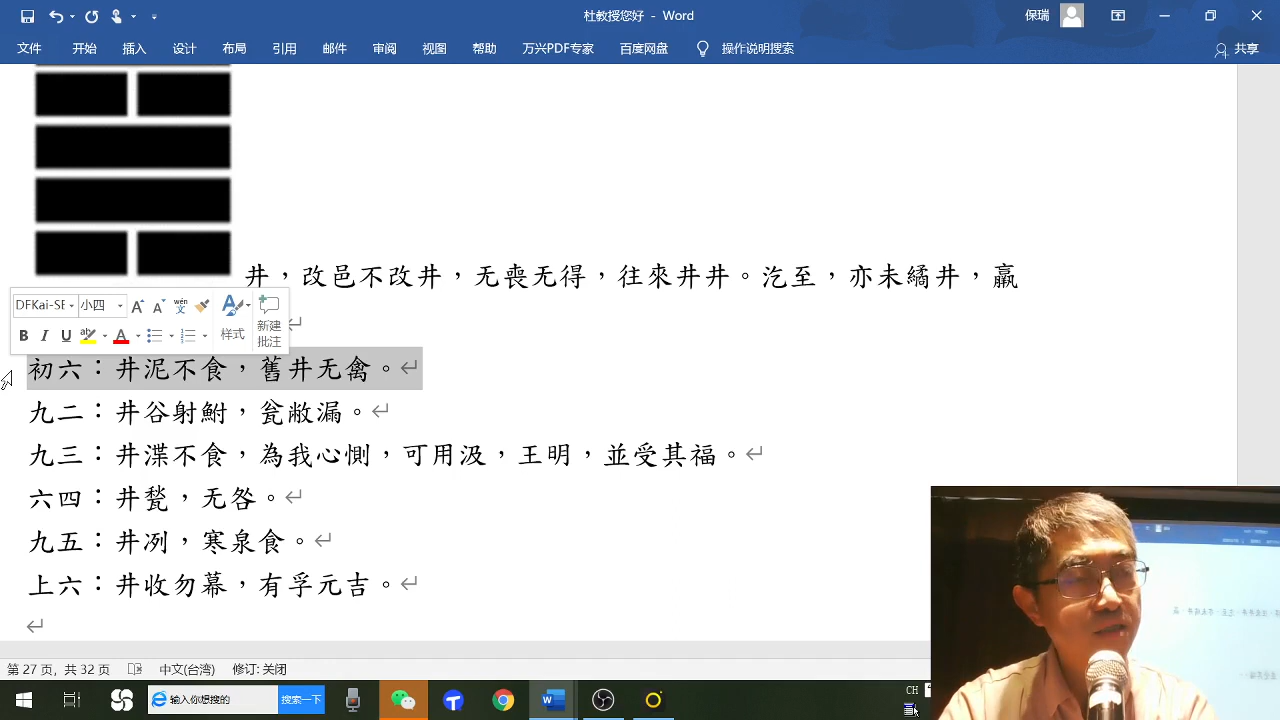 杜教授您好 - Word
保瑞
文件 开始 插入 设计 布局 引用 邮件 审阅 视图 帮助 万兴PDF专家 百度网盘 操作说明搜索 共享
井，改邑不改井，无喪无得，往來井井。汔至，亦未繘井，羸
DFKai-SE 小四
wén
文
样式
新建
批注
B I U ab A
初六：井泥不食，舊井无禽。
九二：井谷射鮒，瓮敝漏。
九三：井渫不食，為我心惻，可用汲，王明，並受其福。
六四：井甃，无咎。
九五：井冽，寒泉食。
上六：井收勿幕，有孚元吉。
第 27 页，共 32 页 中文(台湾) 修订: 关闭
输入你想搜的 搜索一下
CH